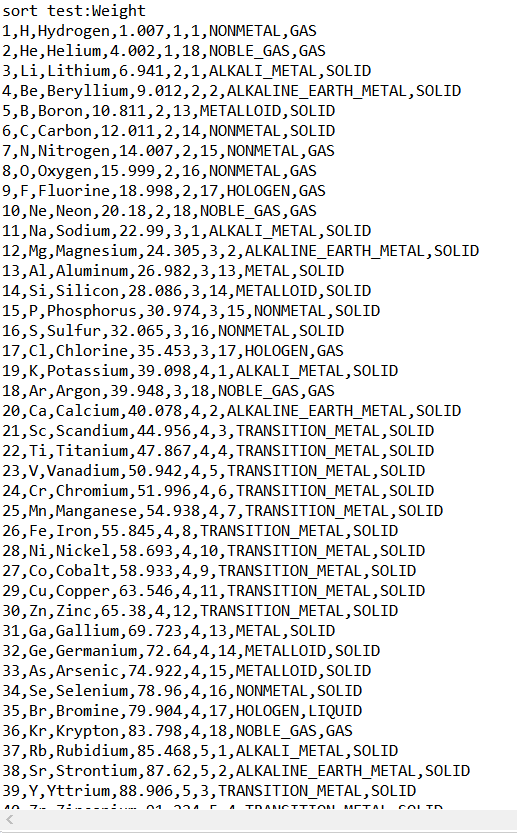 sort test:Weight
1,H,Hydrogen,1.007,1,1,NONMETAL,GAS
2,He,Helium,4.002,1,18,NOBLE_GAS,GAS
3,Li,Lithium,6.941,2,1,ALKALI_METAL,SOLID
4,Be,Beryllium,9.012,2,2,ALKALINE_EARTH_METAL,SOLID
5,B,Boron,10.811,2,13,METALLOID,SOLID
6,C,Carbon,12.011,2,14,NONMETAL,SOLID
7,N,Nitrogen,14.007,2,15,NONMETAL,GAS
8,O,Oxygen,15.999,2,16,NONMETAL,GAS
9,F,Fluorine,18.998,2,17,HOLOGEN,GAS
10,Ne,Neon,20.18,2,18,NOBLE_GAS,GAS
11,Na,Sodium,22.99,3,1,ALKALI_METAL,SOLID
12,Mg,Magnesium,24.305,3,2,ALKALINE_EARTH_METAL,SOLID
13,Al,Aluminum,26.982,3,13,METAL,SOLID
14,Si,Silicon,28.086,3,14,METALLOID,SOLID
15,P,Phosphorus,30.974,3,15,NONMETAL,SOLID
16,S,Sulfur,32.065,3,16,NONMETAL,SOLID
17,Cl,Chlorine,35.453,3,17,HOLOGEN,GAS
19,K,Potassium,39.098,4,1,ALKALI_METAL,SOLID
18,Ar,Argon,39.948,3,18,NOBLE_GAS,GAS
20,Ca,Calcium,40.078,4,2,ALKALINE_EARTH_METAL,SOLID
21,Sc,Scandium,44.956,4,3,TRANSITION_METAL,SOLID
22,Ti,Titanium,47.867,4,4,TRANSITION_METAL,SOLID
23,V,Vanadium,50.942,4,5,TRANSITION_METAL,SOLID
24,Cr,Chromium,51.996,4,6,TRANSITION_METAL,SOLID
25,Mn,Manganese,54.938,4,7,TRANSITION_METAL,SOLID
26,Fe,Iron,55.845,4,8,TRANSITION_METAL,SOLID
28,Ni,Nickel,58.693,4,10,TRANSITION_METAL,SOLID
27,Co,Cobalt,58.933,4,9,TRANSITION_METAL,SOLID
29,Cu,Copper,63.546,4,11,TRANSITION_METAL,SOLID
30,Zn,Zinc,65.38,4,12,TRANSITION_METAL,SOLID
31,Ga,Gallium,69.723,4,13,METAL,SOLID
32,Ge,Germanium,72.64,4,14,METALLOID,SOLID
33,As,Arsenic,74.922,4,15,METALLOID,SOLID
34,Se,Selenium,78.96,4,16,NONMETAL,SOLID
35,Br,Bromine,79.904,4,17,HOLOGEN,LIQUID
36,Kr,Krypton,83.798,4,18,NOBLE_GAS,GAS
37,Rb,Rubidium,85.468,5,1,ALKALI_METAL,SOLID
38,Sr,Strontium,87.62,5,2,ALKALINE_EARTH_METAL,SOLID
39,Y,Yttrium,88.906,5,3,TRANSITION_METAL,SOLID